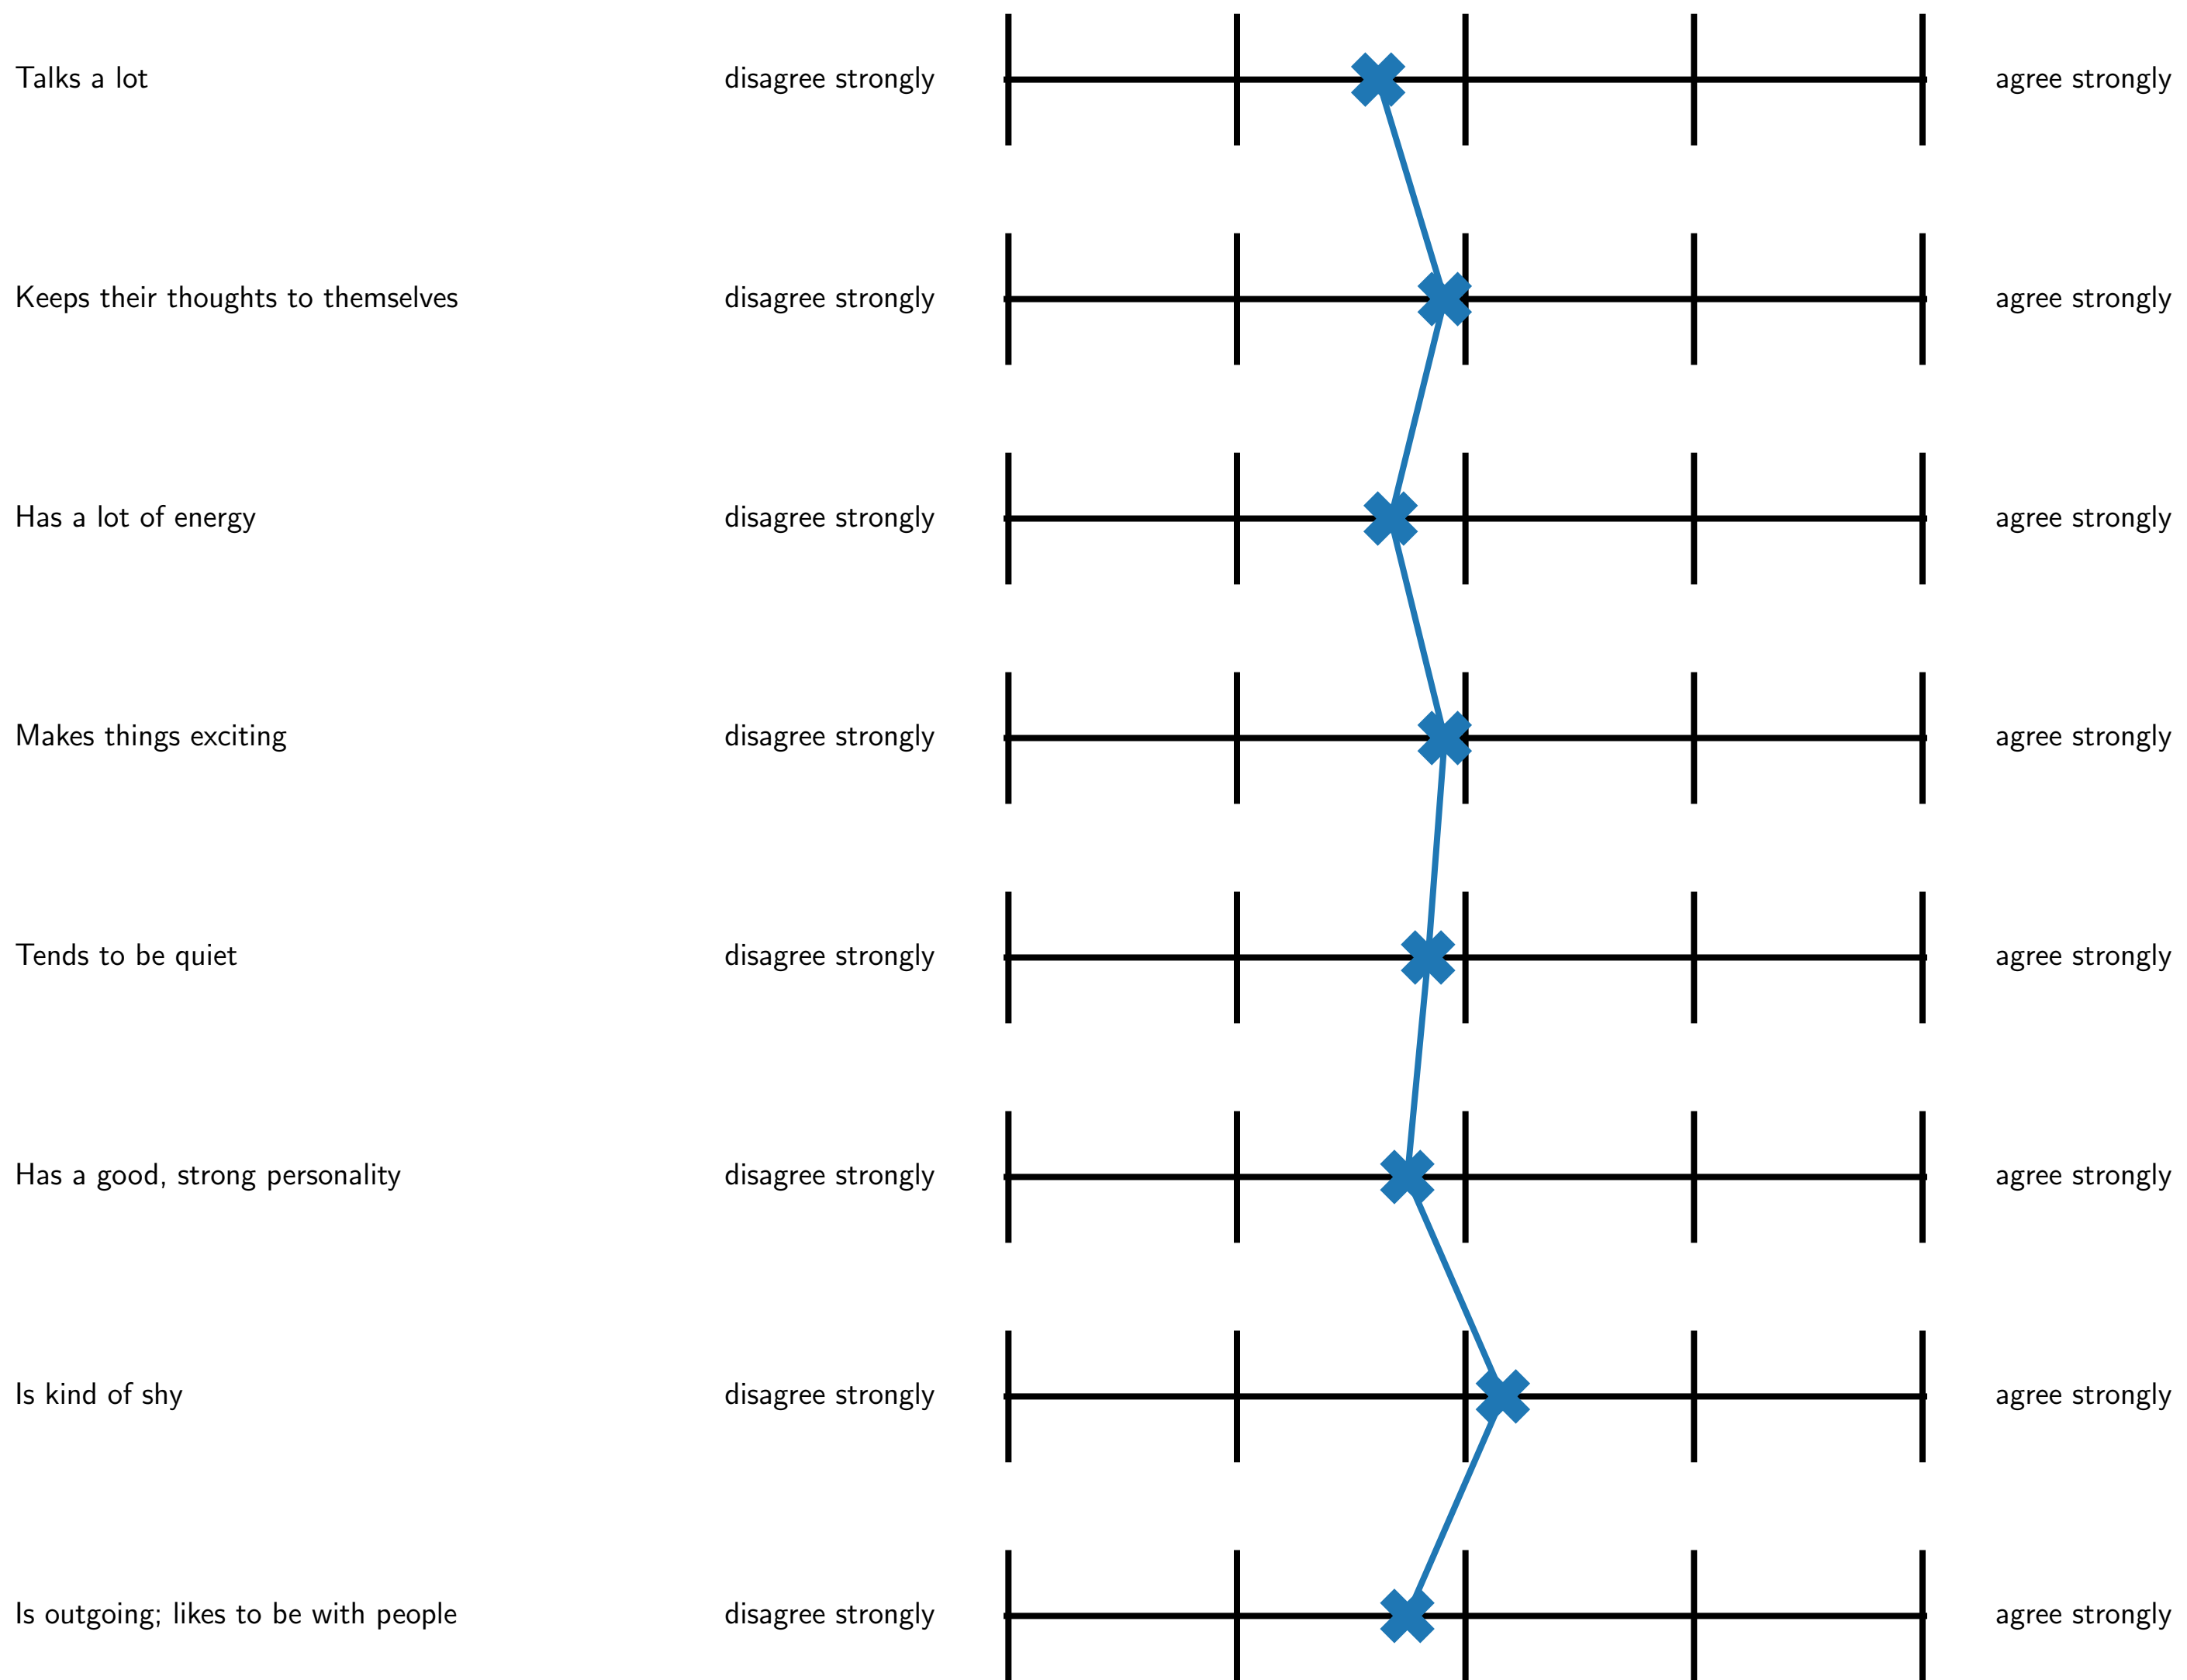 Talks a lot disagree strongly agree strongly
Keeps their thoughts to themselves disagree strongly agree strongly
Has a lot of energy disagree strongly agree strongly
Makes things exciting disagree strongly agree strongly
Tends to be quiet disagree strongly agree strongly
Has a good, strong personality disagree strongly agree strongly
Is kind of shy disagree strongly agree strongly
Is outgoing; likes to be with people disagree strongly agree strongly